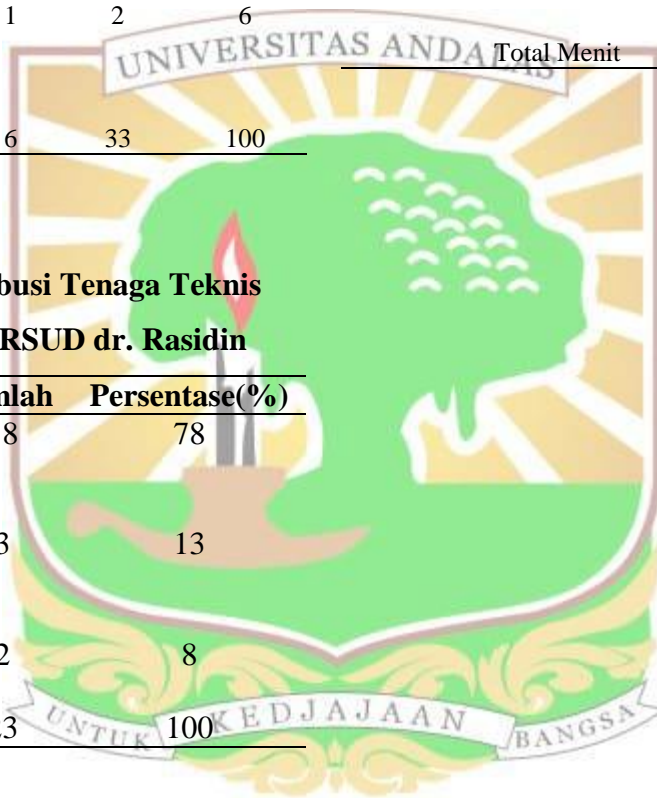 1 2 6
UNIVERSITAS ANDALAS
Total Menit
6 33 100
busi Tenaga Teknis
RSUD dr. Rasidin
mlah Persentase(%)
8 78
3 13
2 8
23 100
UNTUK KEDJAJAAN BANGSA